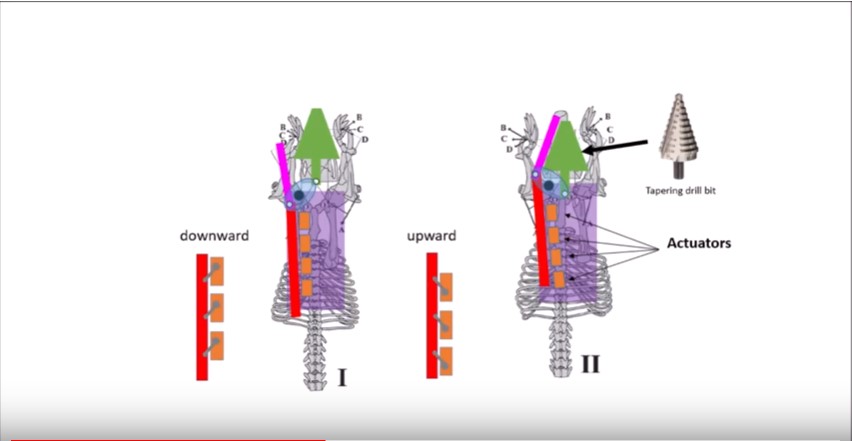 B
C
D
B
C
D
A
B
C
D
B
C
D
Tapering drill bit
downward
upward
Actuators
I
II